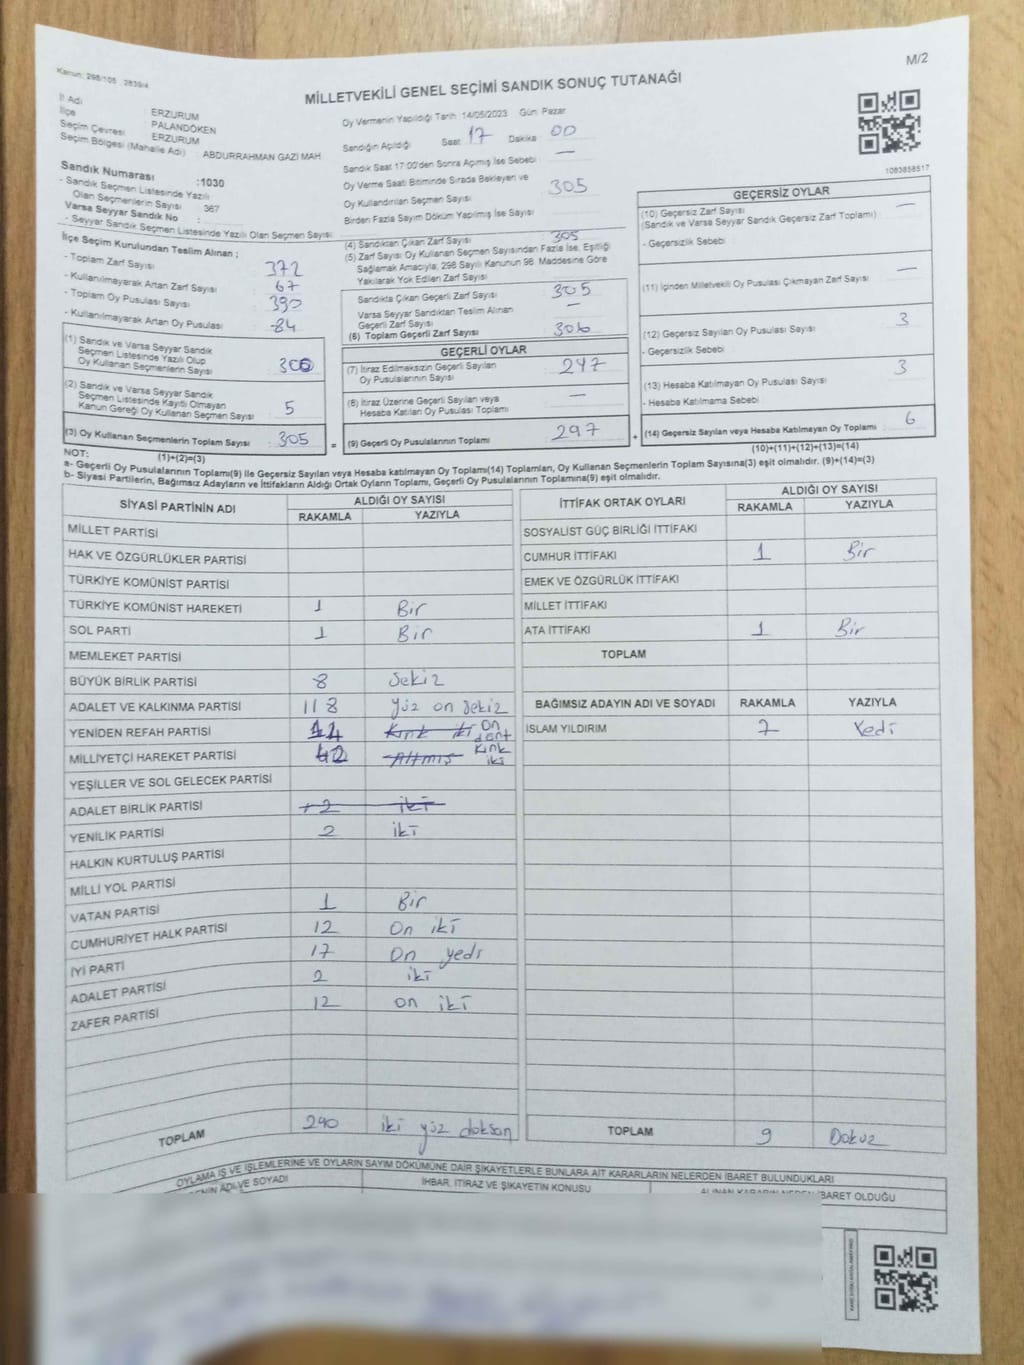 M/2
Kanun: 298/105 , 2839/4
MİLLETVEKİLİ GENEL SEÇİMİ SANDIK SONUÇ TUTANAĞI
İl Adı : ERZURUM
İlçe : PALANDÖKEN
Seçim Çevresi : ERZURUM
Seçim Bölgesi (Mahalle Adı) : ABDURRAHMAN GAZİ MAH
Sandık Numarası :1030
- Sandık Seçmen Listesinde Yazılı
Olan Seçmenlerin Sayısı : 367
Varsa Seyyar Sandık No :
- Seyyar Sandık Seçmen Listesinde Yazılı Olan Seçmen Sayısı:
İlçe Seçim Kurulundan Teslim Alınan ;
- Toplam Zarf Sayısı : 372
- Kullanılmayarak Artan Zarf Sayısı : 67
- Toplam Oy Pusulası Sayısı : 390
- Kullanılmayarak Artan Oy Pusulası : 84
(1) Sandık ve Varsa Seyyar Sandık
Seçmen Listesinde Yazılı Olup
Oy Kullanan Seçmenlerin Sayısı : 300
(2) Sandık ve Varsa Seyyar Sandık
Seçmen Listesinde Kayıtlı Olmayan
Kanun Gereği Oy Kullanan Seçmen Sayısı : 5
(3) Oy Kullanan Seçmenlerin Toplam Sayısı : 305
(1)+(2)=(3)
Oy Vermenin Yapıldığı Tarih 14/05/2023 Gün: Pazar
Sandığın Açıldığı Saat 17 Dakika 00
Sandık Saat 17:00'den Sonra Açmış İse Sebebi —
Oy Verme Saati Bitiminde Sırada Bekleyen ve
Oy Kullandırılan Seçmen Sayısı 305
Birden Fazla Sayım Döküm Yapılmış İse Sayısı
(4) Sandıktan Çıkan Zarf Sayısı 305
(5) Zarf Sayısı Oy Kullanan Seçmen Sayısından Fazla İse, Eşitliği
Sağlamak Amacıyla, 298 Sayılı Kanunun 98. Maddesine Göre
Yakılarak Yok Edilen Zarf Sayısı
Sandıkta Çıkan Geçerli Zarf Sayısı 305
Varsa Seyyar Sandıktan Teslim Alınan
Geçerli Zarf Sayısı —
(6) Toplam Geçerli Zarf Sayısı 306
GEÇERLİ OYLAR
(7) İtiraz Edilmeksizin Geçerli Sayılan
Oy Pusulalarının Sayısı : 297
(8) İtiraz Üzerine Geçerli Sayılan veya
Hesaba Katılan Oy Pusulası Toplamı : —
= (9) Geçerli Oy Pusulalarının Toplamı : 297 +
1083858517
GEÇERSİZ OYLAR
(10) Geçersiz Zarf Sayısı —
(Sandık ve Varsa Seyyar Sandık Geçersiz Zarf Toplamı)
- Geçersizlik Sebebi :
(11) İçinden Milletvekili Oy Pusulası Çıkmayan Zarf Sayısı —
(12) Geçersiz Sayılan Oy Pusulası Sayısı 3
- Geçersizlik Sebebi
(13) Hesaba Katılmayan Oy Pusulası Sayısı 3
- Hesaba Katılmama Sebebi
(14) Geçersiz Sayılan veya Hesaba Katılmayan Oy Toplamı 6
(10)+(11)+(12)+(13)=(14)
NOT:
a- Geçerli Oy Pusulalarının Toplamı(9) ile Geçersiz Sayılan veya Hesaba katılmayan Oy Toplamı(14) Toplamları, Oy Kullanan Seçmenlerin Toplam Sayısına(3) eşit olmalıdır. (9)+(14)=(3)
b- Siyasi Partilerin, Bağımsız Adayların ve İttifakların Aldığı Ortak Oyların Toplamı, Geçerli Oy Pusulalarının Toplamına(9) eşit olmalıdır.
SİYASİ PARTİNİN ADI ALDIĞI OY SAYISI
RAKAMLA YAZIYLA
MİLLET PARTİSİ
HAK VE ÖZGÜRLÜKLER PARTİSİ
TÜRKİYE KOMÜNİST PARTİSİ
TÜRKİYE KOMÜNİST HAREKETİ 1 Bir
SOL PARTİ 1 Bir
MEMLEKET PARTİSİ
BÜYÜK BİRLİK PARTİSİ 8 Sekiz
ADALET VE KALKINMA PARTİSİ 118 yüz on sekiz
YENİDEN REFAH PARTİSİ 14 Kırk iki On dört
MİLLİYETÇİ HAREKET PARTİSİ 42 Altmış Kırk iki
YEŞİLLER VE SOL GELECEK PARTİSİ
ADALET BİRLİK PARTİSİ 2 iki
YENİLİK PARTİSİ 2 iki
HALKIN KURTULUŞ PARTİSİ
MİLLİ YOL PARTİSİ
VATAN PARTİSİ 1 Bir
CUMHURİYET HALK PARTİSİ 12 On iki
İYİ PARTİ 17 On yedi
ADALET PARTİSİ 2 iki
ZAFER PARTİSİ 12 on iki
TOPLAM 290 iki yüz doksan
İTTİFAK ORTAK OYLARI ALDIĞI OY SAYISI
RAKAMLA YAZIYLA
SOSYALİST GÜÇ BİRLİĞİ İTTİFAKI
CUMHUR İTTİFAKI 1 Bir
EMEK VE ÖZGÜRLÜK İTTİFAKI
MİLLET İTTİFAKI
ATA İTTİFAKI 1 Bir
TOPLAM
BAĞIMSIZ ADAYIN ADI VE SOYADI RAKAMLA YAZIYLA
İSLAM YILDIRIM 7 Yedi
TOPLAM 9 Dokuz
OYLAMA İŞ VE İŞLEMLERİNE VE OYLARIN SAYIM DÖKÜMÜNE DAİR ŞİKAYETLERLE BUNLARA AİT KARARLARIN NELERDEN İBARET BULUNDUKLARI
ADI VE SOYADI İHBAR, İTİRAZ VE ŞİKAYETİN KONUSU ALINAN KARARIN NEDEN İBARET OLDUĞU